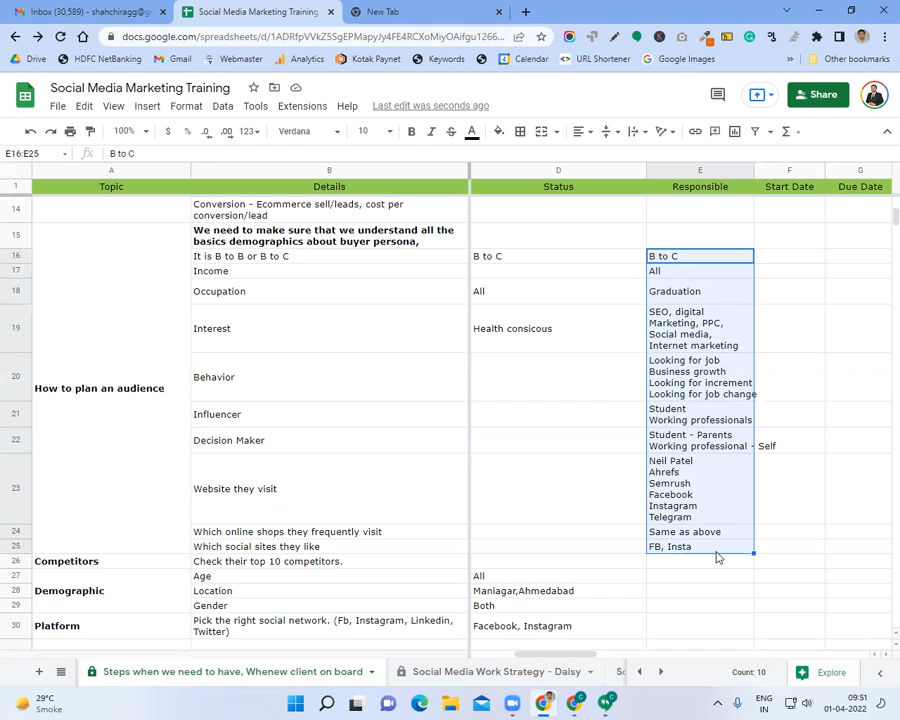 Inbox (30,589) - shahchiragg@g
Social Media Marketing Training
New Tab
docs.google.com/spreadsheets/d/1ADRfpVVkZ5SgEPMapyJy4FE4RCXoMiyOAifgu1266...
Drive
HDFC NetBanking
Gmail
Webmaster
Analytics
Kotak Paynet
Keywords
Calendar
URL Shortener
Google Images
»
Other bookmarks
Social Media Marketing Training
File Edit View Insert Format Data Tools Extensions Help Last edit was seconds ago
Share
100% $ % .0 .00 123 Verdana 10 B I S A
E16:E25 fx B to C
A B D E F G
1 Topic Details Status Responsible Start Date Due Date
14 Conversion - Ecommerce sell/leads, cost per
conversion/lead
15 We need to make sure that we understand all the
basics demographics about buyer persona,
16 It is B to B or B to C B to C B to C
17 Income All
18 Occupation All Graduation
19 Interest Health consicous
SEO, digital
Marketing, PPC,
Social media,
Internet marketing
How to plan an audience
20 Behavior
Looking for job
Business growth
Looking for increment
Looking for job change
21 Influencer
Student
Working professionals
22 Decision Maker
Student - Parents
Working professional - Self
23 Website they visit
Neil Patel
Ahrefs
Semrush
Facebook
Instagram
Telegram
24 Which online shops they frequently visit Same as above
25 Which social sites they like FB, Insta
26 Competitors Check their top 10 competitors.
27 Age All
28 Demographic Location Maniagar,Ahmedabad
29 Gender Both
30 Platform Pick the right social network. (Fb, Instagram, Linkedin,
Twitter) Facebook, Instagram
Steps when we need to have, Whenew client on board
Social Media Work Strategy - Daisy
Count: 10
Explore
29°C
Smoke
ENG
IN
09:51
01-04-2022